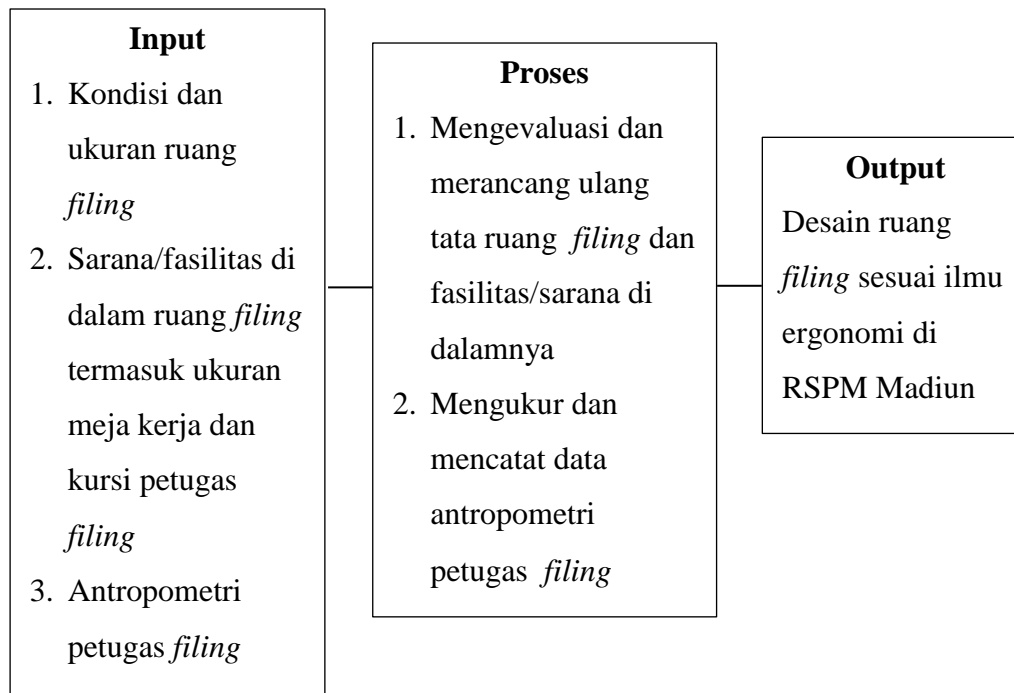 Input
1. Kondisi dan
ukuran ruang
filing
2. Sarana/fasilitas di
dalam ruang filing
termasuk ukuran
meja kerja dan
kursi petugas
filing
3. Antropometri
petugas filing
Proses
1. Mengevaluasi dan
merancang ulang
tata ruang filing dan
fasilitas/sarana di
dalamnya
2. Mengukur dan
mencatat data
antropometri
petugas filing
Output
Desain ruang
filing sesuai ilmu
ergonomi di
RSPM Madiun